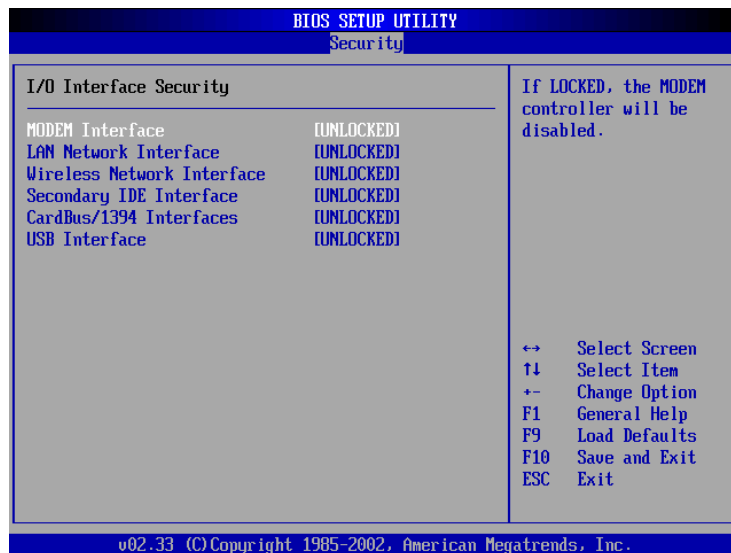 BIOS SETUP UTILITY
Security
I/O Interface Security
MODEM Interface [UNLOCKED]
LAN Network Interface [UNLOCKED]
Wireless Network Interface [UNLOCKED]
Secondary IDE Interface [UNLOCKED]
CardBus/1394 Interfaces [UNLOCKED]
USB Interface [UNLOCKED]
If LOCKED, the MODEM
controller will be
disabled.
↔ Select Screen
↑↓ Select Item
+- Change Option
F1 General Help
F9 Load Defaults
F10 Save and Exit
ESC Exit
v02.33 (C)Copyright 1985-2002, American Megatrends, Inc.